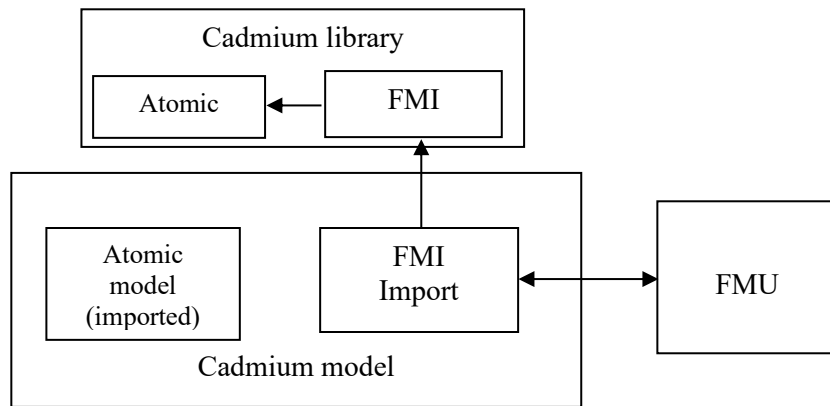 Cadmium library
Atomic
FMI
Atomic
model
(imported)
FMI
Import
FMU
Cadmium model